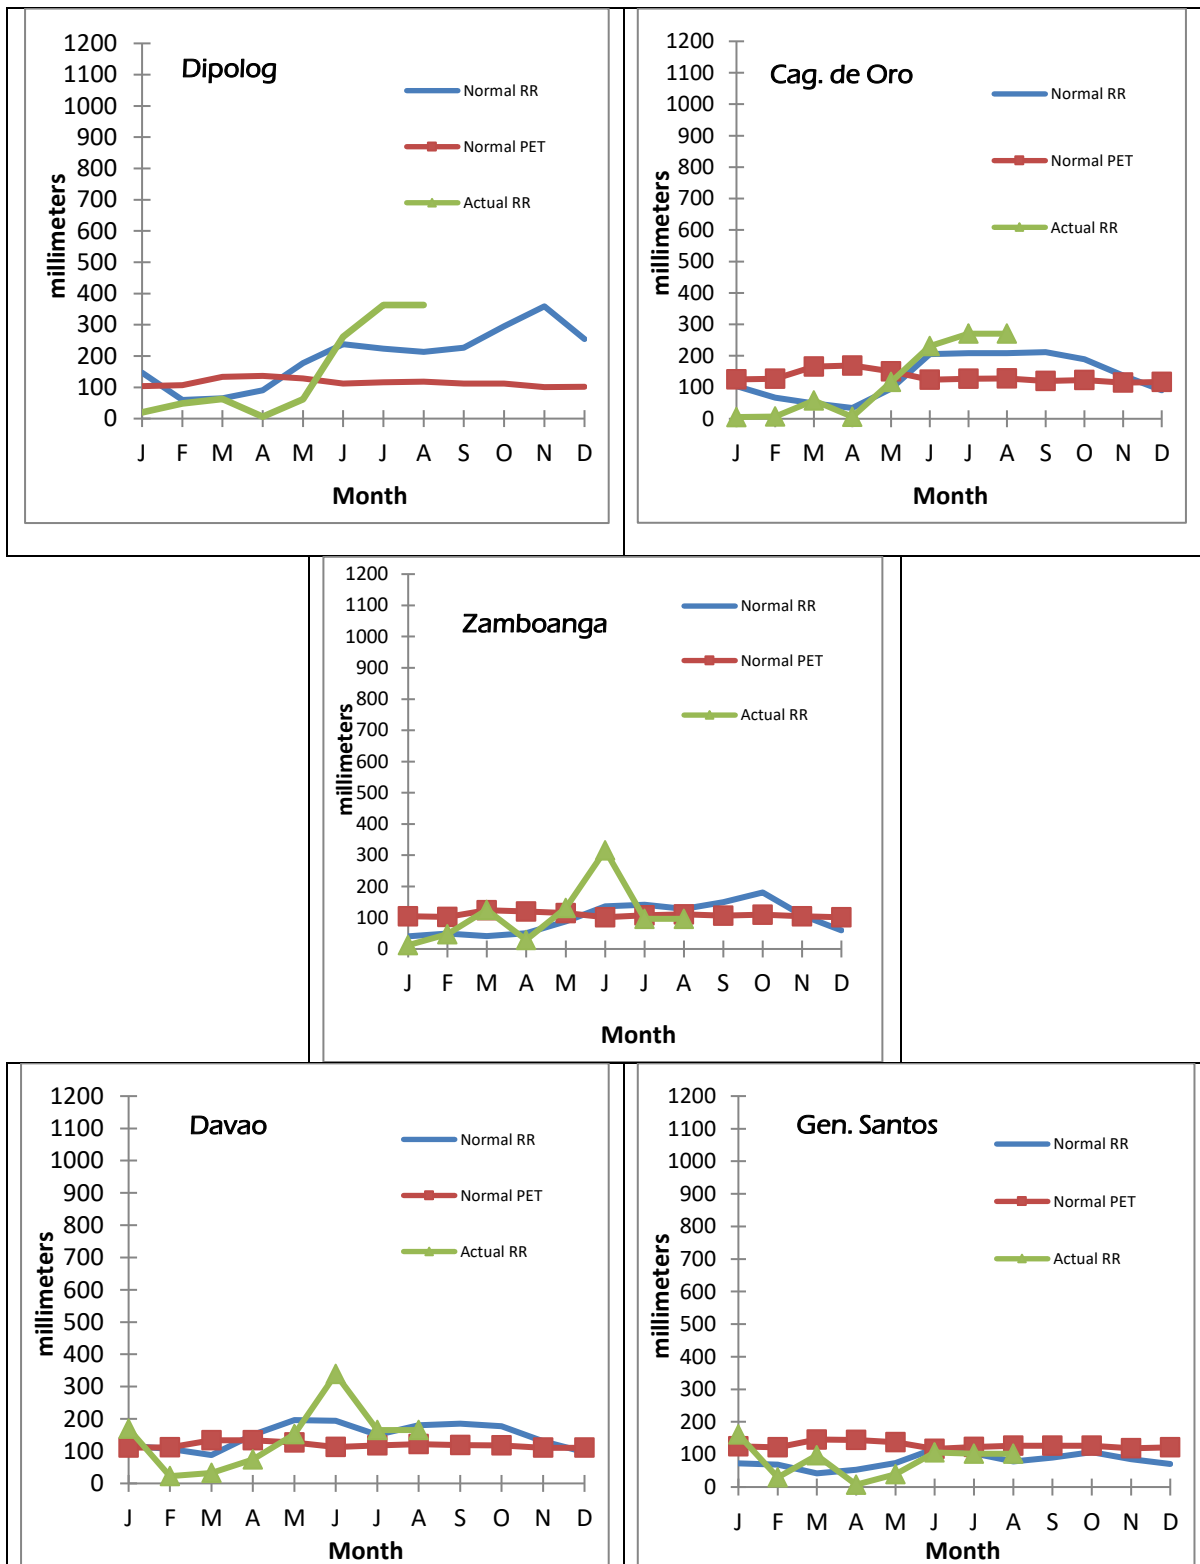 Dipolog
1200
1100
1000
900
800
700
600
500
400
300
200
100
0
millimeters
Normal RR
Normal PET
Actual RR
J F M A M J J A S O N D
Month
Cag. de Oro
1200
1100
1000
900
800
700
600
500
400
300
200
100
0
millimeters
Normal RR
Normal PET
Actual RR
J F M A M J J A S O N D
Month
Zamboanga
1200
1100
1000
900
800
700
600
500
400
300
200
100
0
millimeters
Normal RR
Normal PET
Actual RR
J F M A M J J A S O N D
Month
Davao
1200
1100
1000
900
800
700
600
500
400
300
200
100
0
millimeters
Normal RR
Normal PET
Actual RR
J F M A M J J A S O N D
Month
Gen. Santos
1200
1100
1000
900
800
700
600
500
400
300
200
100
0
millimeters
Normal RR
Normal PET
Actual RR
J F M A M J J A S O N D
Month